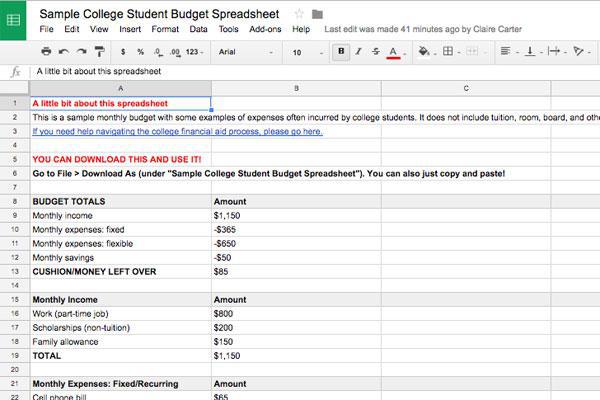 Sample College Student Budget Spreadsheet
File Edit View Insert Format Data Tools Add-ons Help Last edit was made 41 minutes ago by Claire Carter
$ % .0 .00 123 Arial 10 B I S A
fx A little bit about this spreadsheet
A B C
1 A little bit about this spreadsheet
2 This is a sample monthly budget with some examples of expenses often incurred by college students. It does not include tuition, room, board, and othe
3 If you need help navigating the college financial aid process, please go here.
4
5 YOU CAN DOWNLOAD THIS AND USE IT!
6 Go to File > Download As (under "Sample College Student Budget Spreadsheet"). You can also just copy and paste!
7
8 BUDGET TOTALS Amount
9 Monthly income $1,150
10 Monthly expenses: fixed -$365
11 Monthly expenses: flexible -$650
12 Monthly savings -$50
13 CUSHION/MONEY LEFT OVER $85
14
15 Monthly Income Amount
16 Work (part-time job) $800
17 Scholarships (non-tuition) $200
18 Family allowance $150
19 TOTAL $1,150
20
21 Monthly Expenses: Fixed/Recurring Amount
22 Cell phone bill $65